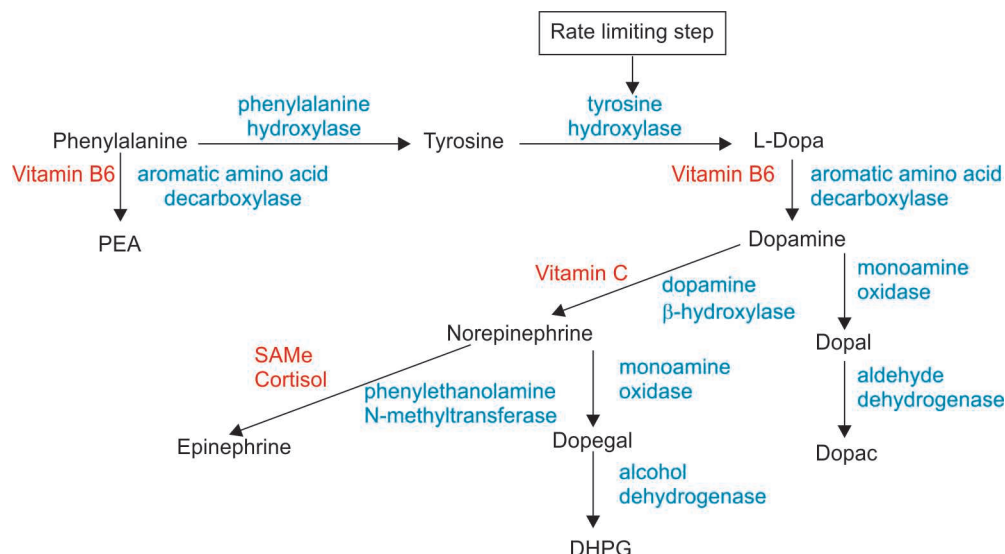 Rate limiting step
phenylalanine
hydroxylase
tyrosine
hydroxylase
Phenylalanine
Tyrosine
L-Dopa
Vitamin B6
aromatic amino acid
decarboxylase
Vitamin B6
aromatic amino acid
decarboxylase
PEA
Dopamine
Vitamin C
dopamine
β-hydroxylase
monoamine
oxidase
Norepinephrine
Dopal
SAMe
Cortisol
phenylethanolamine
N-methyltransferase
monoamine
oxidase
aldehyde
dehydrogenase
Epinephrine
Dopegal
Dopac
alcohol
dehydrogenase
DHPG